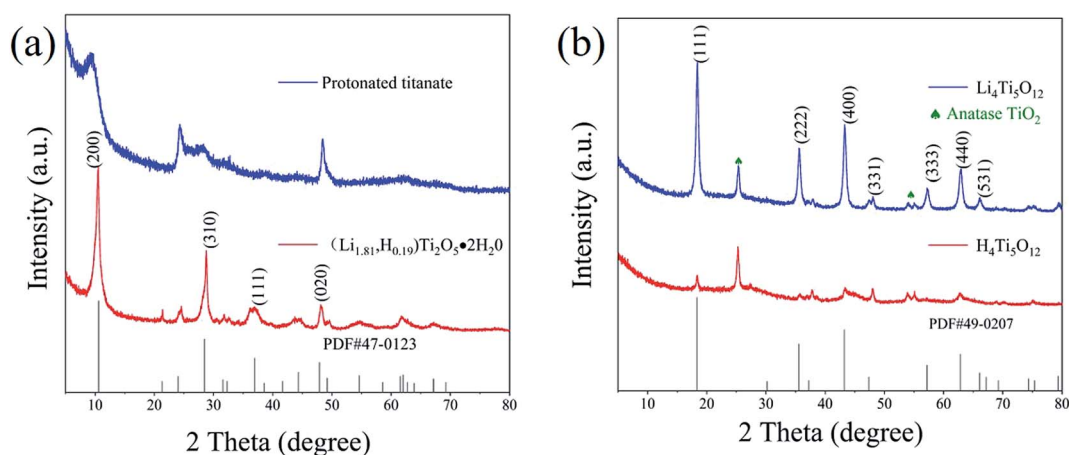 (a)
Protonated titanate
(200)
(310)
(Li1.81,H0.19)Ti2O5●2H20
(111)
(020)
PDF#47-0123
Intensity (a.u.)
10 20 30 40 50 60 70 80
2 Theta (degree)
(b)
(111)
Li4Ti5O12
♠ Anatase TiO2
(400)
(222)
(331)
(333)
(440)
(531)
H4Ti5O12
PDF#49-0207
Intensity (a.u.)
10 20 30 40 50 60 70 80
2 Theta (degree)